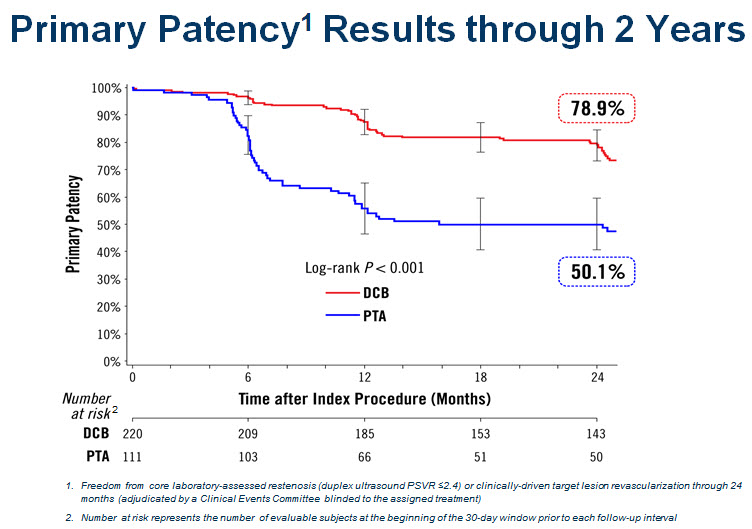 Primary Patency1 Results through 2 Years
100%
90%
80%
70%
60%
50%
40%
30%
20%
10%
0%
Primary Patency
78.9%
50.1%
Log-rank P < 0.001
DCB
PTA
0 6 12 18 24
Time after Index Procedure (Months)
Number
at risk2
DCB 220 209 185 153 143
PTA 111 103 66 51 50
1. Freedom from core laboratory-assessed restenosis (duplex ultrasound PSVR ≤2.4) or clinically-driven target lesion revascularization through 24
months (adjudicated by a Clinical Events Committee blinded to the assigned treatment)
2. Number at risk represents the number of evaluable subjects at the beginning of the 30-day window prior to each follow-up interval